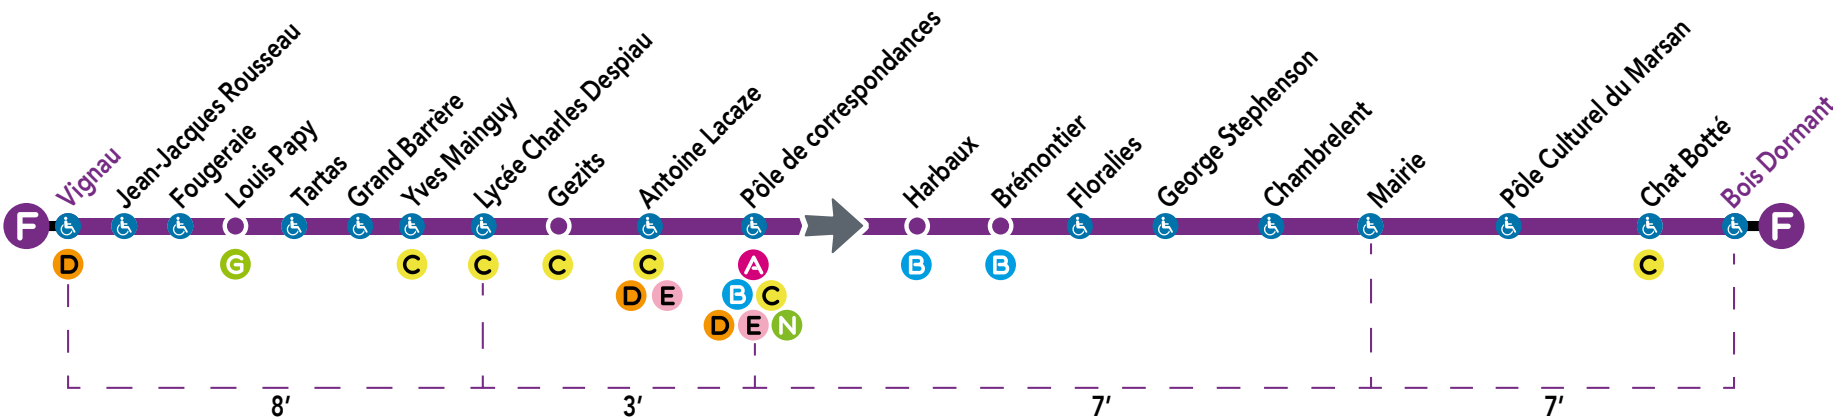 Vignau
Jean-Jacques Rousseau
Fougeraie
Louis Papy
Tartas
Grand Barrère
Yves Mainguy
Lycée Charles Despiau
Gezits
Antoine Lacaze
Pôle de correspondances
Harbaux
Brémontier
Floralies
George Stephenson
Chambrelent
Mairie
Pôle Culturel du Marsan
Chat Botté
Bois Dormant
F F
D G C C C C A B B C
D E B C
D E N
8’ 3’ 7’ 7’